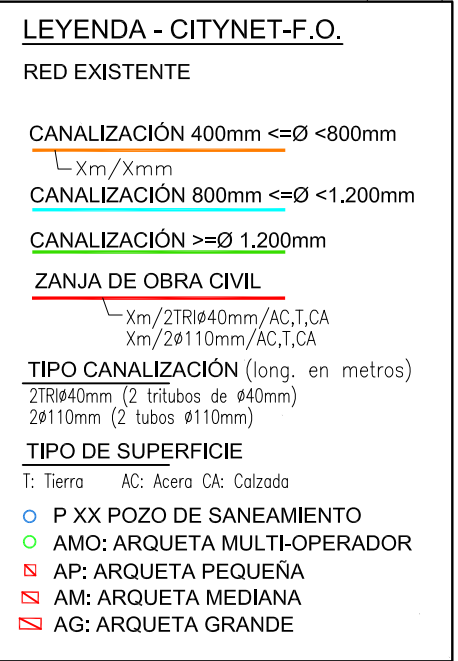 LEYENDA - CITYNET-F.O.
RED EXISTENTE
CANALIZACIÓN 400mm <=Ø <800mm
Xm/Xmm
CANALIZACIÓN 800mm <=Ø <1.200mm
CANALIZACIÓN >=Ø 1.200mm
ZANJA DE OBRA CIVIL
Xm/2TRIø40mm/AC,T,CA
Xm/2ø110mm/AC,T,CA
TIPO CANALIZACIÓN (long. en metros)
2TRIø40mm (2 tritubos de ø40mm)
2ø110mm (2 tubos ø110mm)
TIPO DE SUPERFICIE
T: Tierra AC: Acera CA: Calzada
P XX POZO DE SANEAMIENTO
AMO: ARQUETA MULTI-OPERADOR
AP: ARQUETA PEQUEÑA
AM: ARQUETA MEDIANA
AG: ARQUETA GRANDE